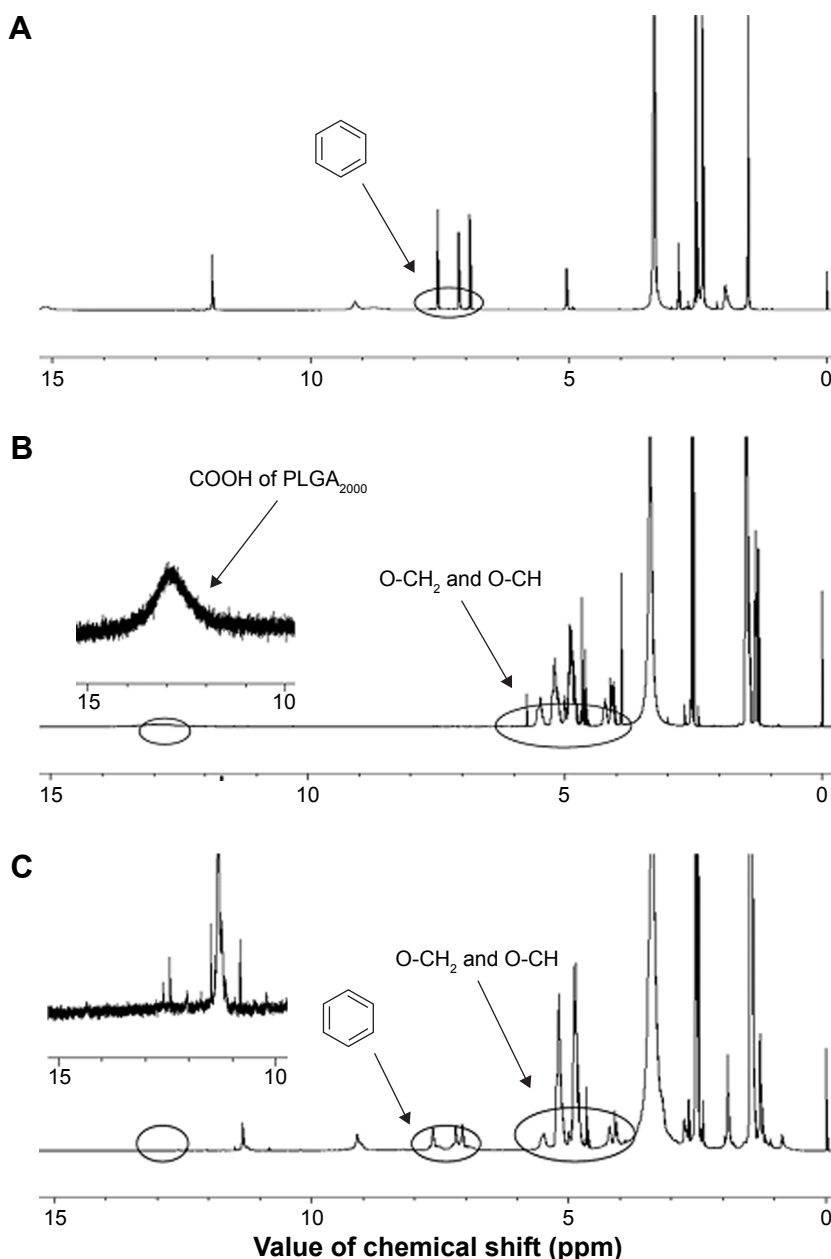 A
15 10 5 0
B
COOH of PLGA₂₀₀₀
O-CH₂ and O-CH
15 10
15 10 5 0
C
O-CH₂ and O-CH
15 10
15 10 5 0
Value of chemical shift (ppm)